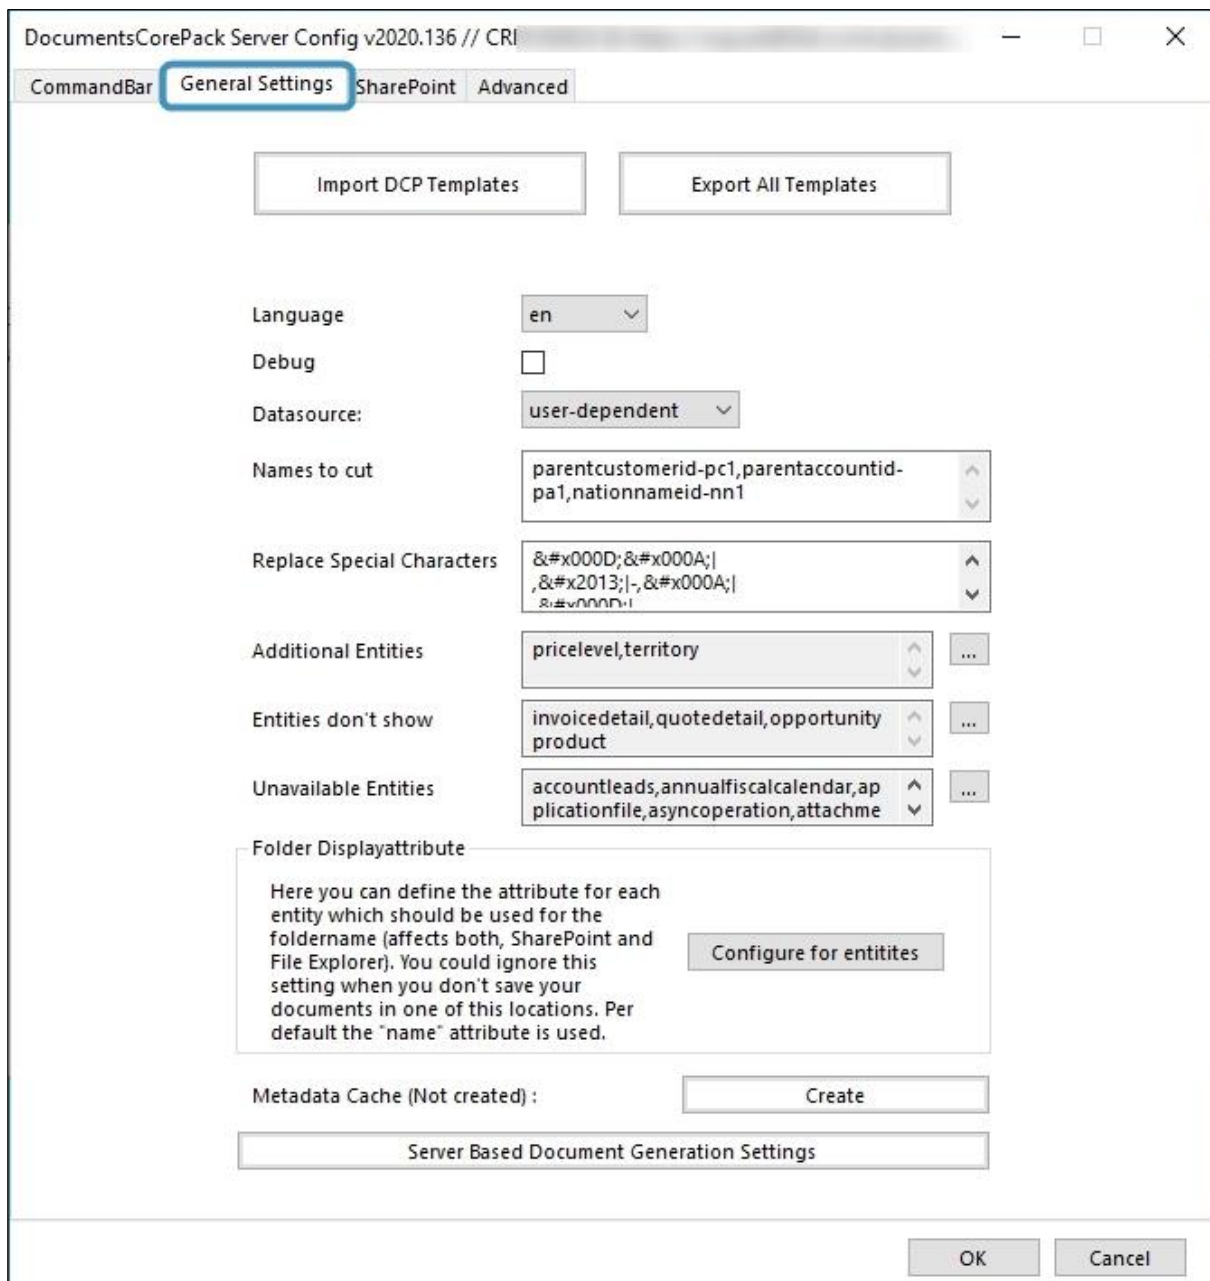 DocumentsCorePack Server Config v2020.136 // CRI
CommandBar General Settings SharePoint Advanced
Import DCP Templates Export All Templates
Language en
Debug
Datasource: user-dependent
Names to cut parentcustomerid-pc1,parentaccountid-
pa1,nationnameid-nn1
Replace Special Characters &#x000D;&#x000A;|
,&#x2013;|-,&#x000A;|
,&#x000D;|
Additional Entities pricelevel,territory ...
Entities don't show invoicedetail,quotedetail,opportunity ...
product
Unavailable Entities accountleads,annualfiscalcalendar,ap ...
plicationfile,asyncoperation,attachme
Folder Displayattribute
Here you can define the attribute for each
entity which should be used for the
foldername (affects both, SharePoint and
File Explorer). You could ignore this
setting when you don't save your
documents in one of this locations. Per
default the "name" attribute is used.
Configure for entitites
Metadata Cache (Not created) : Create
Server Based Document Generation Settings
OK Cancel